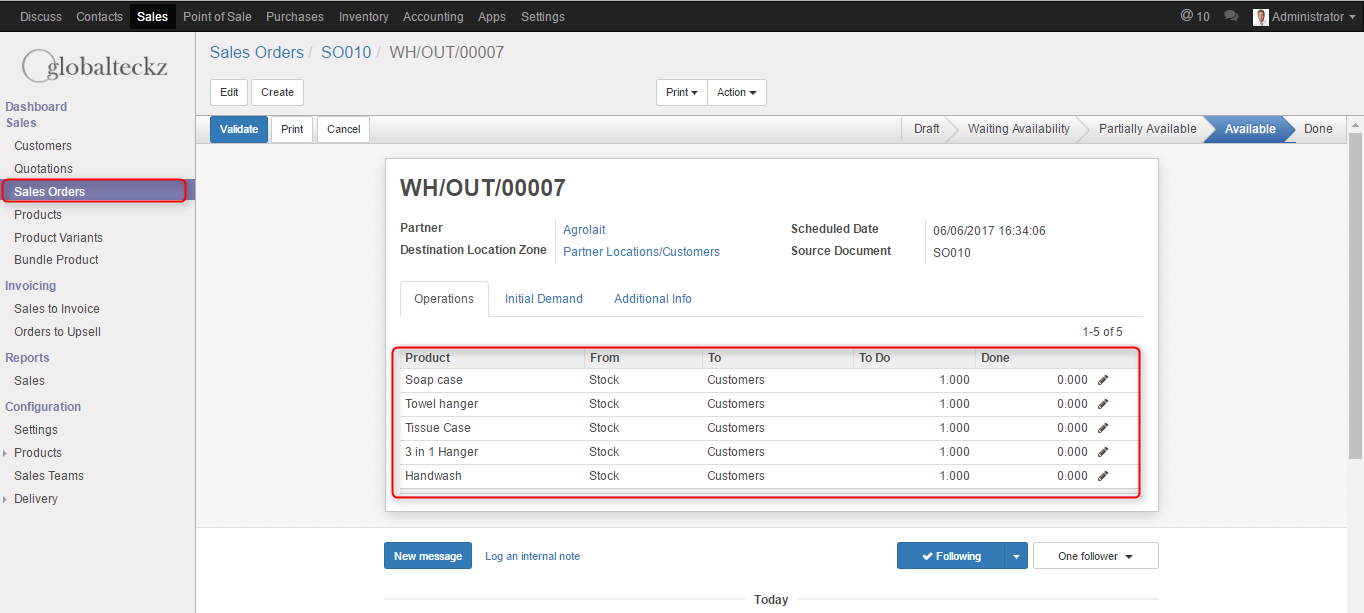 Discuss Contacts Sales Point of Sale Purchases Inventory Accounting Apps Settings @ 10 Administrator
globalteckz
Dashboard
Sales
Customers
Quotations
Sales Orders
Products
Product Variants
Bundle Product
Invoicing
Sales to Invoice
Orders to Upsell
Reports
Sales
Configuration
Settings
Products
Sales Teams
Delivery
Sales Orders / SO010 / WH/OUT/00007
Edit Create Print Action
Validate Print Cancel Draft Waiting Availability Partially Available Available Done
WH/OUT/00007
Partner Agrolait Scheduled Date 06/06/2017 16:34:06
Destination Location Zone Partner Locations/Customers Source Document SO010
Operations Initial Demand Additional Info
1-5 of 5
Product From To To Do Done
Soap case Stock Customers 1.000 0.000
Towel hanger Stock Customers 1.000 0.000
Tissue Case Stock Customers 1.000 0.000
3 in 1 Hanger Stock Customers 1.000 0.000
Handwash Stock Customers 1.000 0.000
New message Log an internal note Following One follower
Today